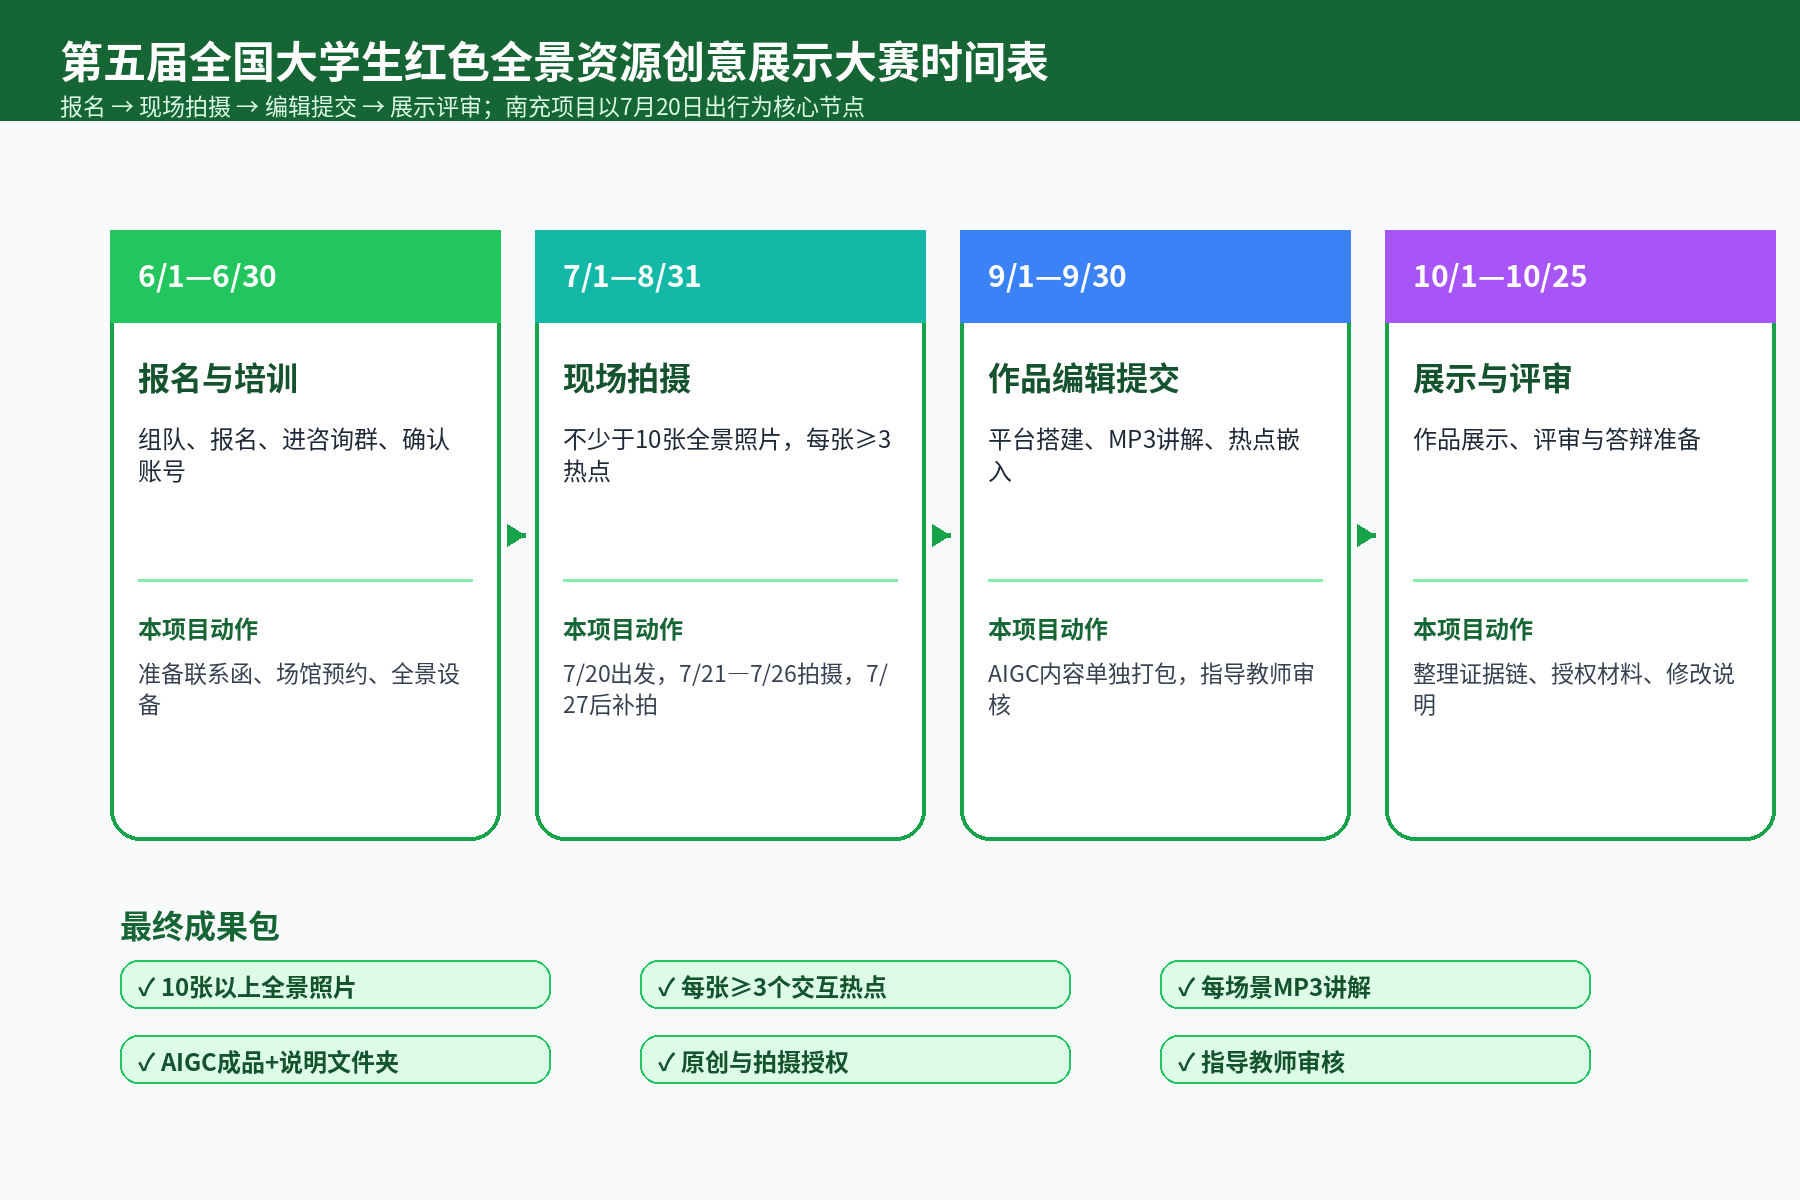 第五届全国大学生红色全景资源创意展示大赛时间表
报名 → 现场拍摄 → 编辑提交 → 展示评审；南充项目以7月20日出行为核心节点
6/1—6/30
报名与培训
组队、报名、进咨询群、确认
账号
本项目动作
准备联系函、场馆预约、全景设
备
7/1—8/31
现场拍摄
不少于10张全景照片，每张≥3
热点
本项目动作
7/20出发，7/21—7/26拍摄，7/
27后补拍
9/1—9/30
作品编辑提交
平台搭建、MP3讲解、热点嵌
入
本项目动作
AIGC内容单独打包，指导教师审
核
10/1—10/25
展示与评审
作品展示、评审与答辩准备
本项目动作
整理证据链、授权材料、修改说
明
最终成果包
✓ 10张以上全景照片
✓ 每张≥3个交互热点
✓ 每场景MP3讲解
✓ AIGC成品+说明文件夹
✓ 原创与拍摄授权
✓ 指导教师审核